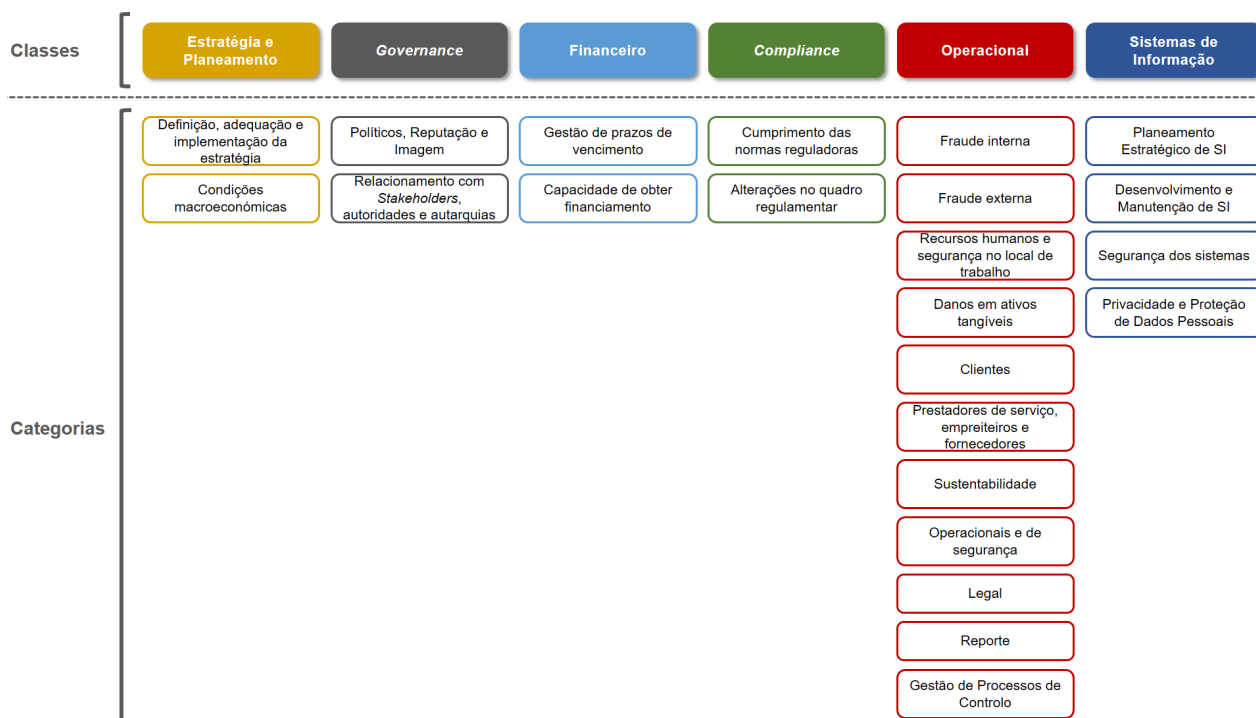 Classes
Estratégia e
Planeamento
Governance
Financeiro
Compliance
Operacional
Sistemas de
Informação
Categorias
Definição, adequação e
implementação da
estratégia
Condições
macroeconómicas
Políticos, Reputação e
Imagem
Relacionamento com
Stakeholders,
autoridades e autarquias
Gestão de prazos de
vencimento
Capacidade de obter
financiamento
Cumprimento das
normas reguladoras
Alterações no quadro
regulamentar
Fraude interna
Fraude externa
Recursos humanos e
segurança no local de
trabalho
Danos em ativos
tangíveis
Clientes
Prestadores de serviço,
empreiteiros e
fornecedores
Sustentabilidade
Operacionais e de
segurança
Legal
Reporte
Gestão de Processos de
Controlo
Planeamento
Estratégico de SI
Desenvolvimento e
Manutenção de SI
Segurança dos sistemas
Privacidade e Proteção
de Dados Pessoais